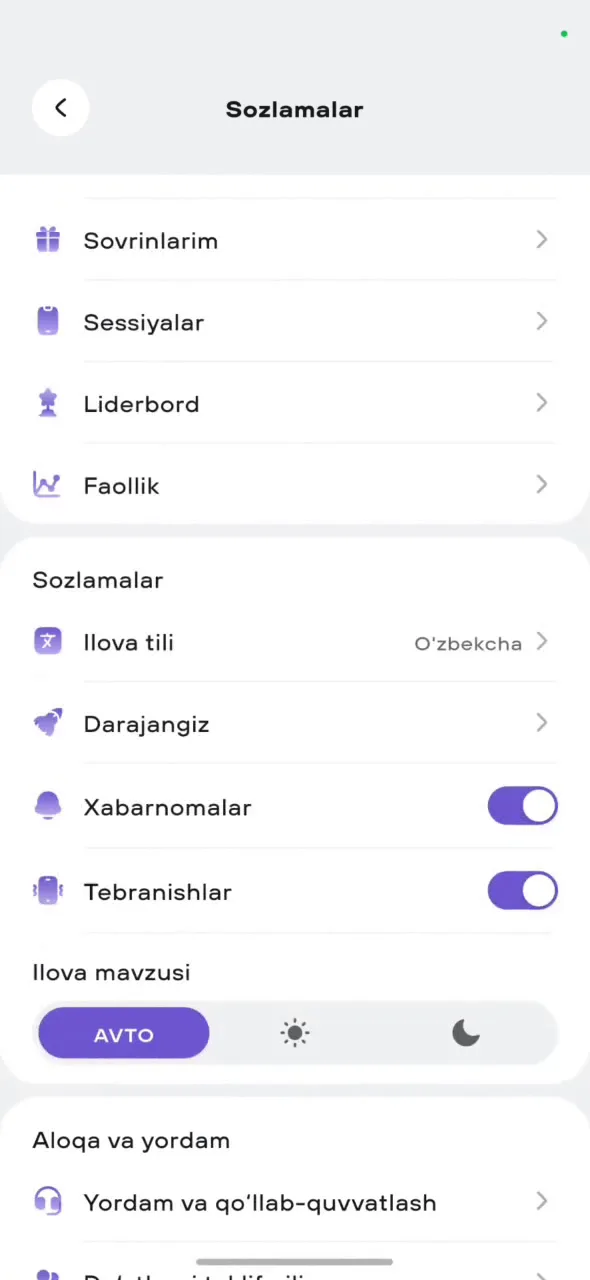 Sozlamalar
Sovrinlarim
Sessiyalar
Liderbord
Faollik
Sozlamalar
Ilova tili O'zbekcha
Darajangiz
Xabarnomalar
Tebranishlar
Ilova mavzusi
AVTO
Aloqa va yordam
Yordam va qo‘llab-quvvatlash